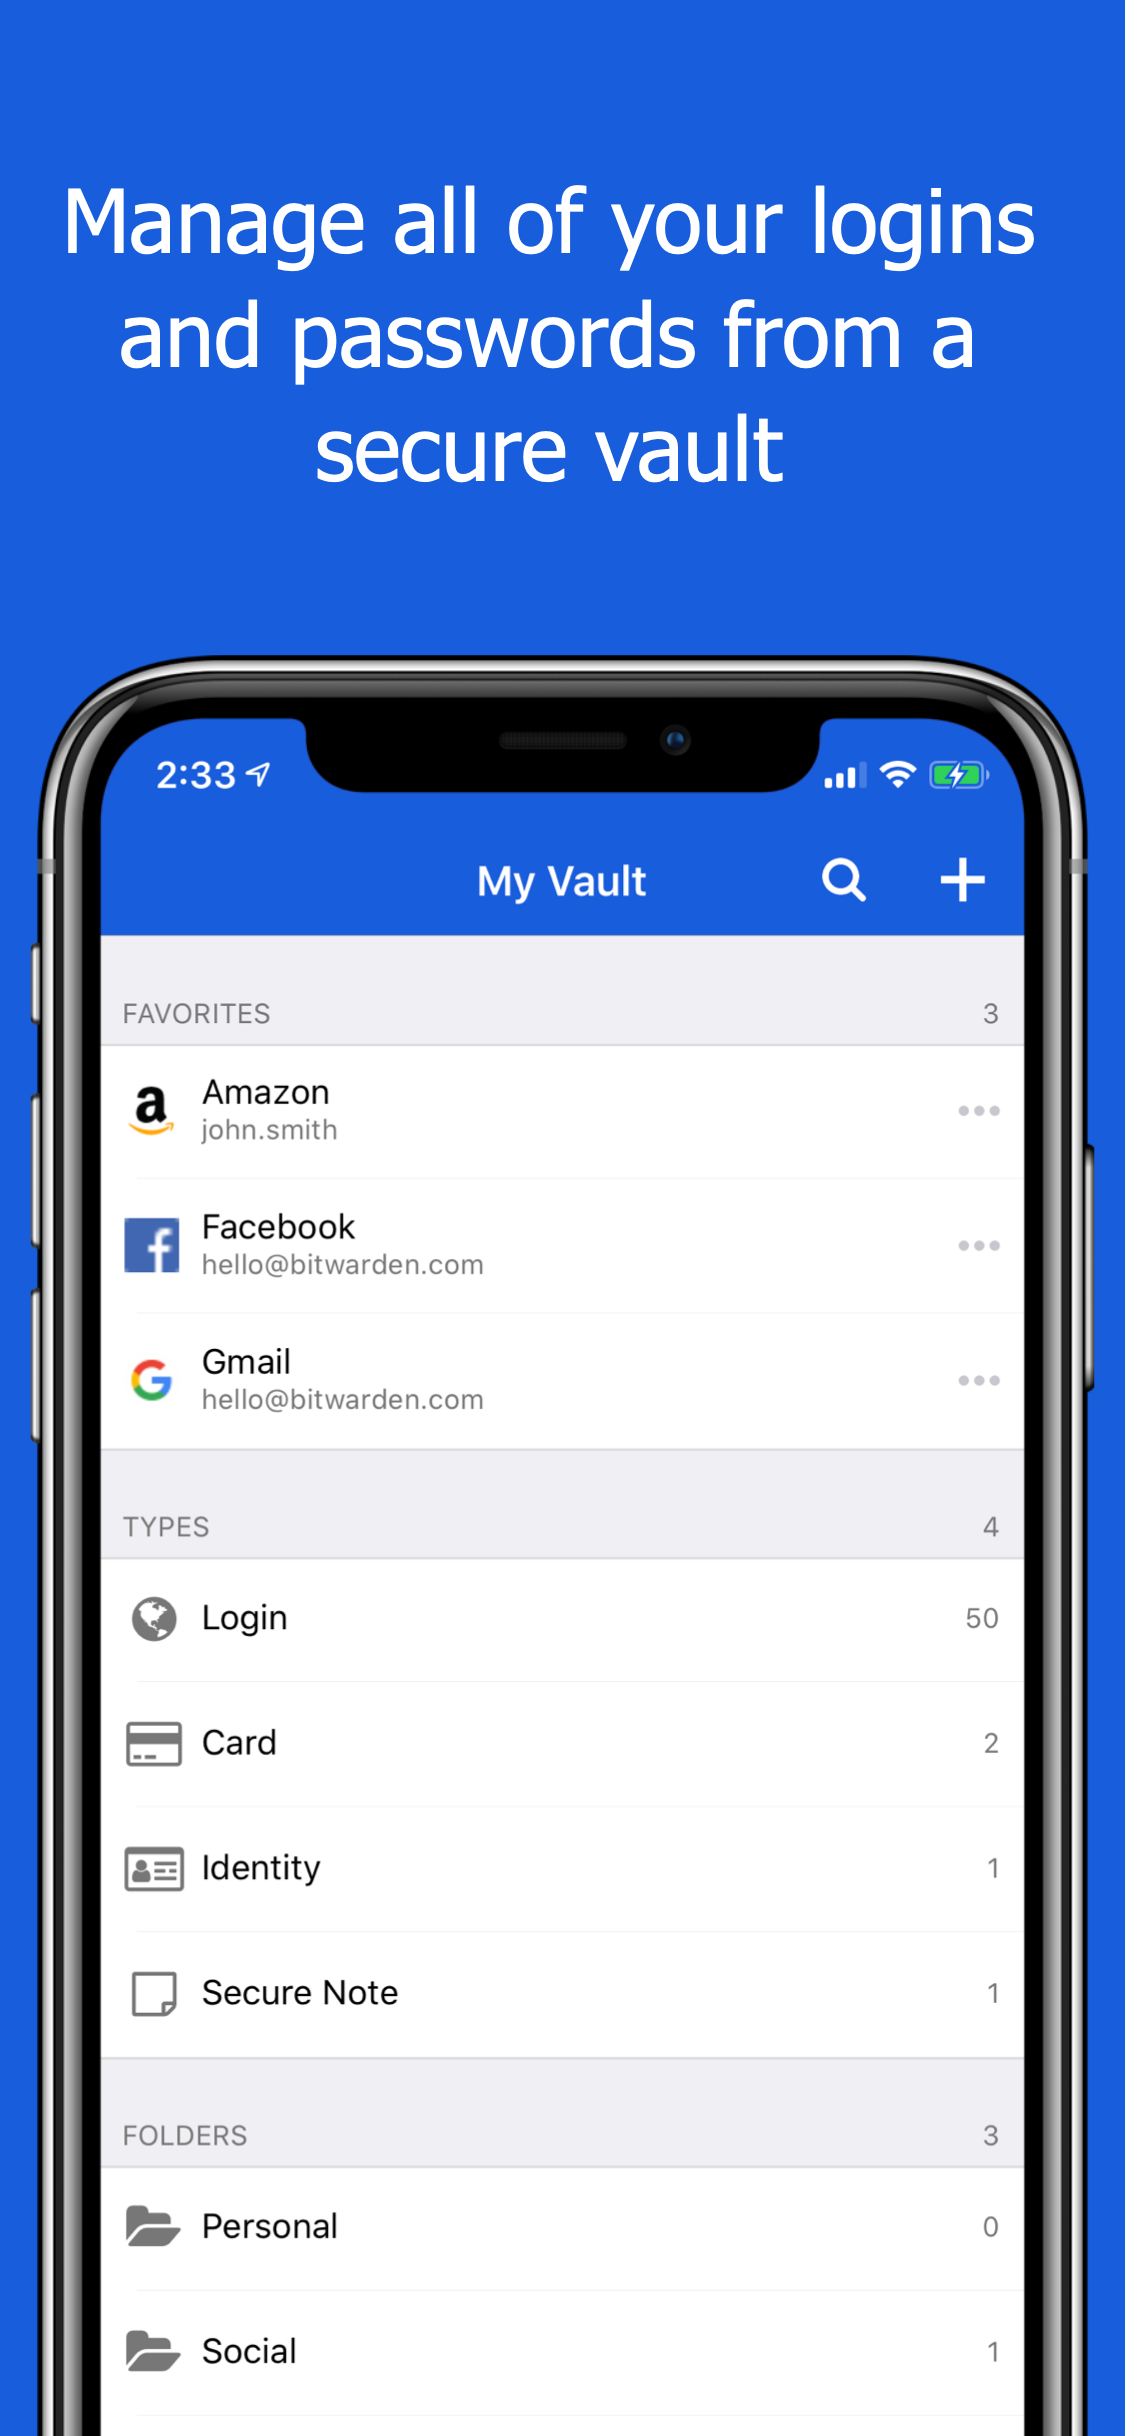 Manage all of your logins
and passwords from a
secure vault
2:33
My Vault
FAVORITES 3
Amazon
john.smith
Facebook
hello@bitwarden.com
Gmail
hello@bitwarden.com
TYPES 4
Login 50
Card 2
Identity 1
Secure Note 1
FOLDERS 3
Personal 0
Social 1